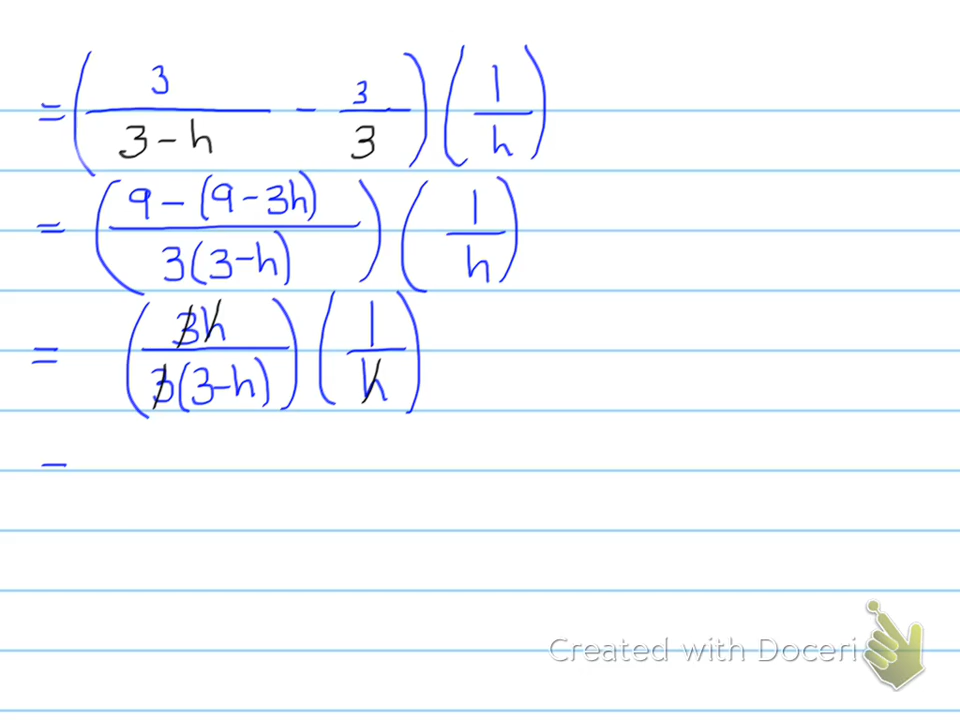 = ( 3/(3-h) - 3/3 ) ( 1/h )
= ( (9-(9-3h))/(3(3-h)) ) ( 1/h )
= ( 3h/(3(3-h)) ) ( 1/h )
=
Created with Doceri